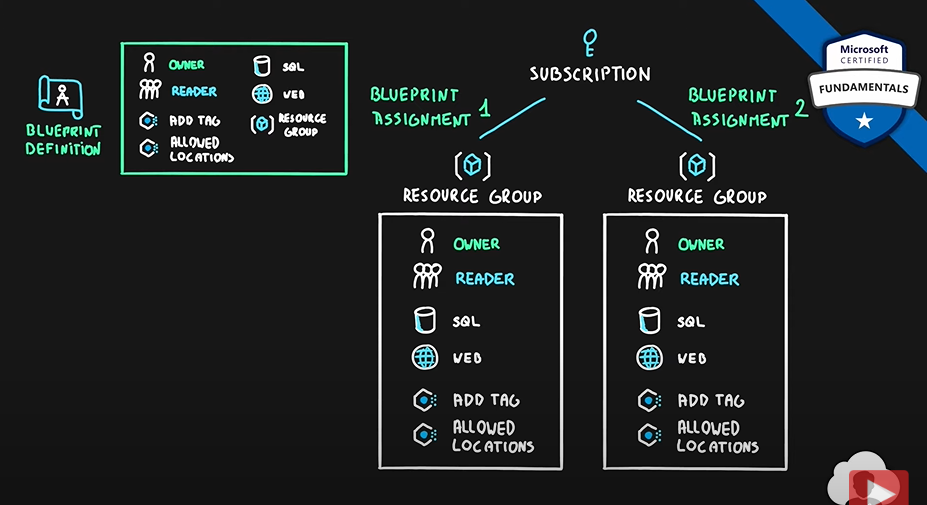 BLUEPRINT
DEFINITION
OWNER
READER
ADD TAG
ALLOWED
LOCATIONS
SQL
WEB
RESOURCE
GROUP
SUBSCRIPTION
BLUEPRINT
ASSIGNMENT 1
BLUEPRINT
ASSIGNMENT 2
RESOURCE GROUP
OWNER
READER
SQL
WEB
ADD TAG
ALLOWED
LOCATIONS
RESOURCE GROUP
OWNER
READER
SQL
WEB
ADD TAG
ALLOWED
LOCATIONS
Microsoft
CERTIFIED
FUNDAMENTALS